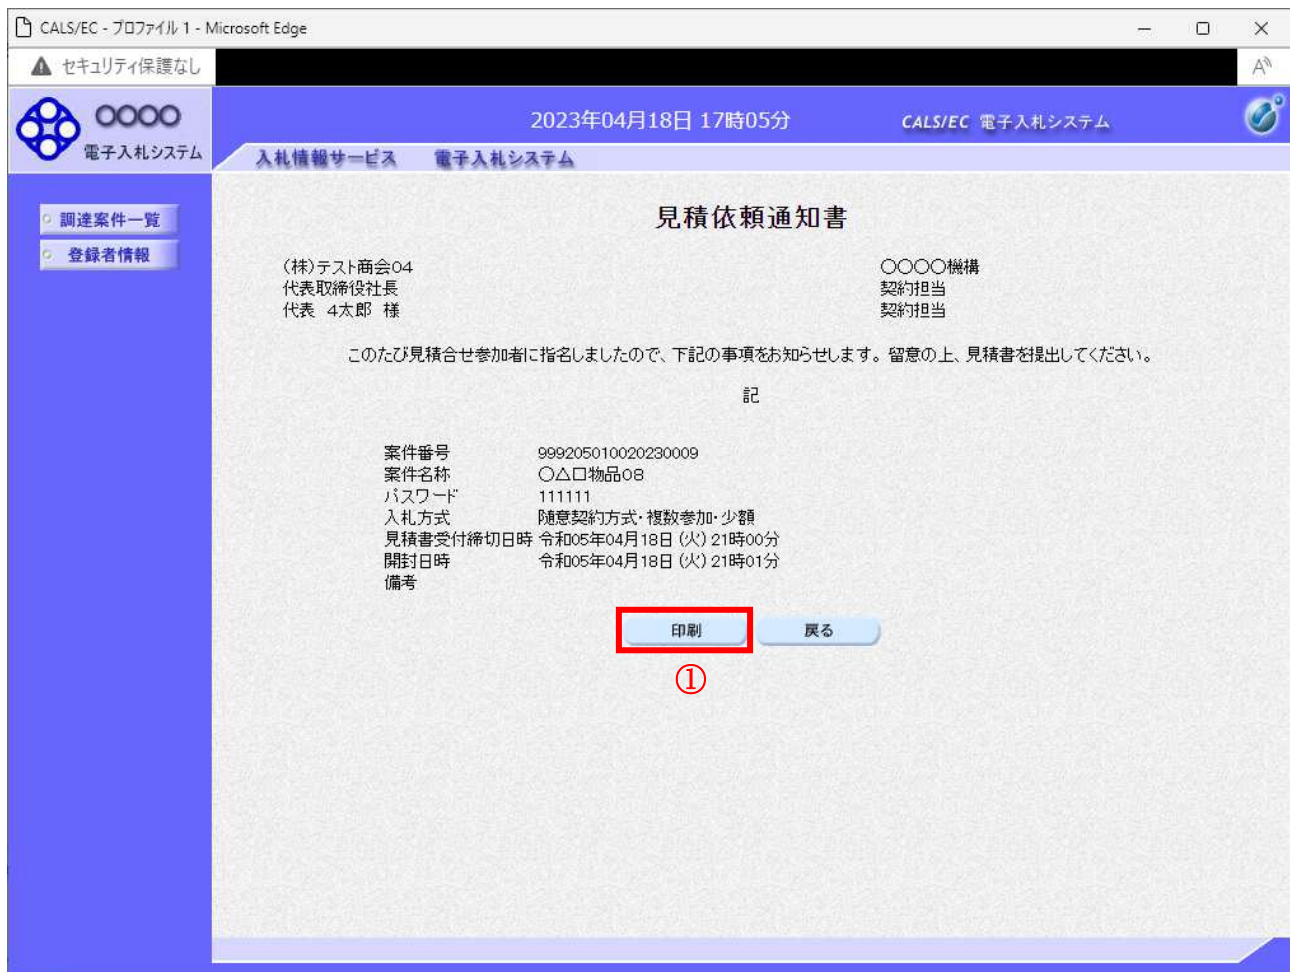 CALS/EC - プロファイル 1 - Microsoft Edge
セキュリティ保護なし
〇〇〇〇
電子入札システム
2023年04月18日 17時05分
CALS/EC 電子入札システム
入札情報サービス 電子入札システム
調達案件一覧
登録者情報
見積依頼通知書
(株)テスト商会04
代表取締役社長
代表 4太郎 様
〇〇〇〇機構
契約担当
契約担当
このたび見積合せ参加者に指名しましたので、下記の事項をお知らせします。留意の上、見積書を提出してください。
記
案件番号 999205010020230009
案件名称 〇△口物品08
パスワード 111111
入札方式 随意契約方式・複数参加・少額
見積書受付締切日時 令和05年04月18日(火)21時00分
開封日時 令和05年04月18日(火)21時01分
備考
印刷 戻る
①